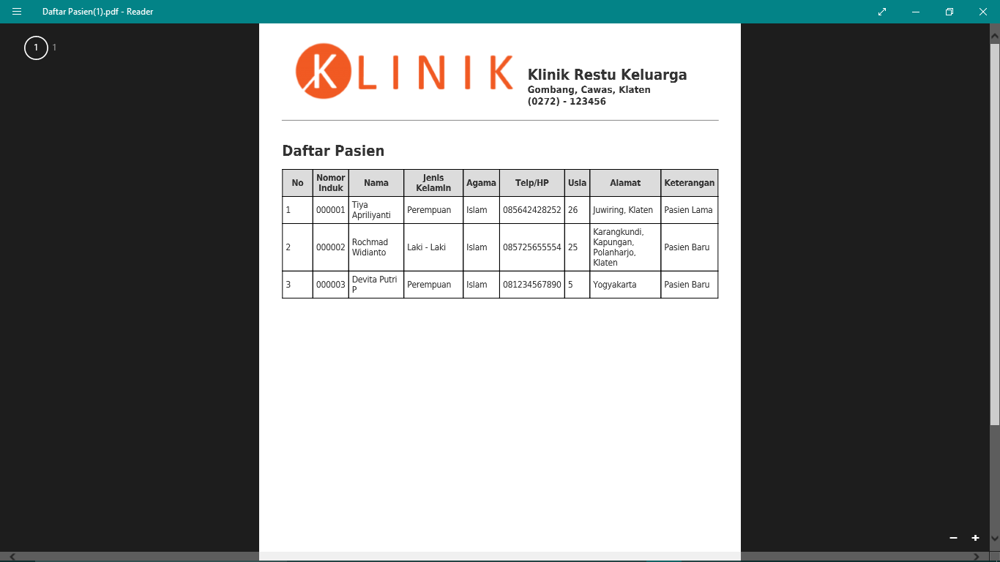 Daftar Pasien(1).pdf - Reader
1 1
KLINIK
Klinik Restu Keluarga
Gombang, Cawas, Klaten
(0272) - 123456
Daftar Pasien
No Nomor Induk Nama Jenis Kelamin Agama Telp/HP Usia Alamat Keterangan
1 000001 Tiya Apriliyanti Perempuan Islam 085642428252 26 Juwiring, Klaten Pasien Lama
2 000002 Rochmad Widianto Laki - Laki Islam 085725655554 25 Karangkundi, Kapungan, Polanharjo, Klaten Pasien Baru
3 000003 Devita Putri P Perempuan Islam 081234567890 5 Yogyakarta Pasien Baru